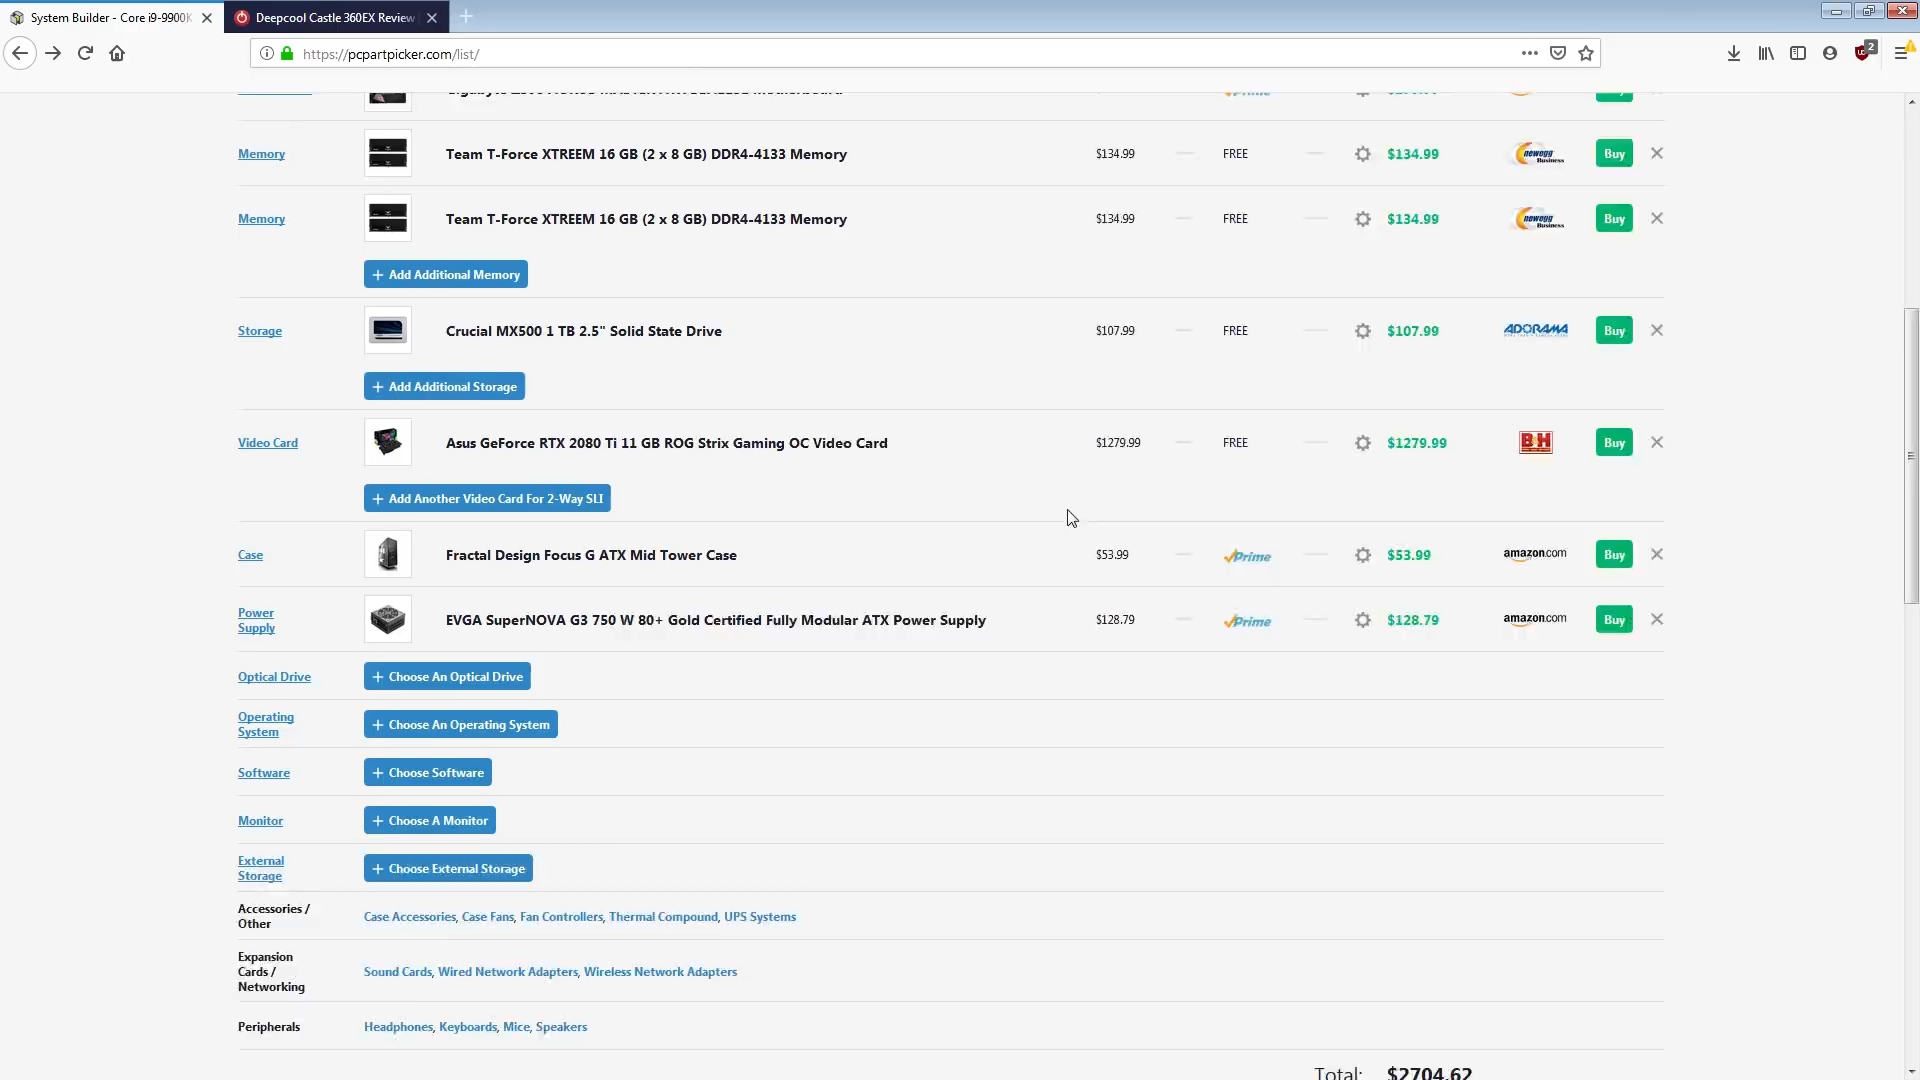 System Builder - Core i9-9900K
Deepcool Castle 360EX Review
https://pcpartpicker.com/list/
2
Memory
Team T-Force XTREEM 16 GB (2 x 8 GB) DDR4-4133 Memory
$134.99 FREE $134.99 newegg Business Buy
Memory
Team T-Force XTREEM 16 GB (2 x 8 GB) DDR4-4133 Memory
$134.99 FREE $134.99 newegg Business Buy
+ Add Additional Memory
Storage
Crucial MX500 1 TB 2.5" Solid State Drive
$107.99 FREE $107.99 ADORAMA Buy
+ Add Additional Storage
Video Card
Asus GeForce RTX 2080 Ti 11 GB ROG Strix Gaming OC Video Card
$1279.99 FREE $1279.99 B&H Buy
+ Add Another Video Card For 2-Way SLI
Case
Fractal Design Focus G ATX Mid Tower Case
$53.99 Prime $53.99 amazon.com Buy
Power
Supply
EVGA SuperNOVA G3 750 W 80+ Gold Certified Fully Modular ATX Power Supply
$128.79 Prime $128.79 amazon.com Buy
Optical Drive
+ Choose An Optical Drive
Operating
System
+ Choose An Operating System
Software
+ Choose Software
Monitor
+ Choose A Monitor
External
Storage
+ Choose External Storage
Accessories /
Other
Case Accessories, Case Fans, Fan Controllers, Thermal Compound, UPS Systems
Expansion
Cards /
Networking
Sound Cards, Wired Network Adapters, Wireless Network Adapters
Peripherals
Headphones, Keyboards, Mice, Speakers
Total: $2704.62